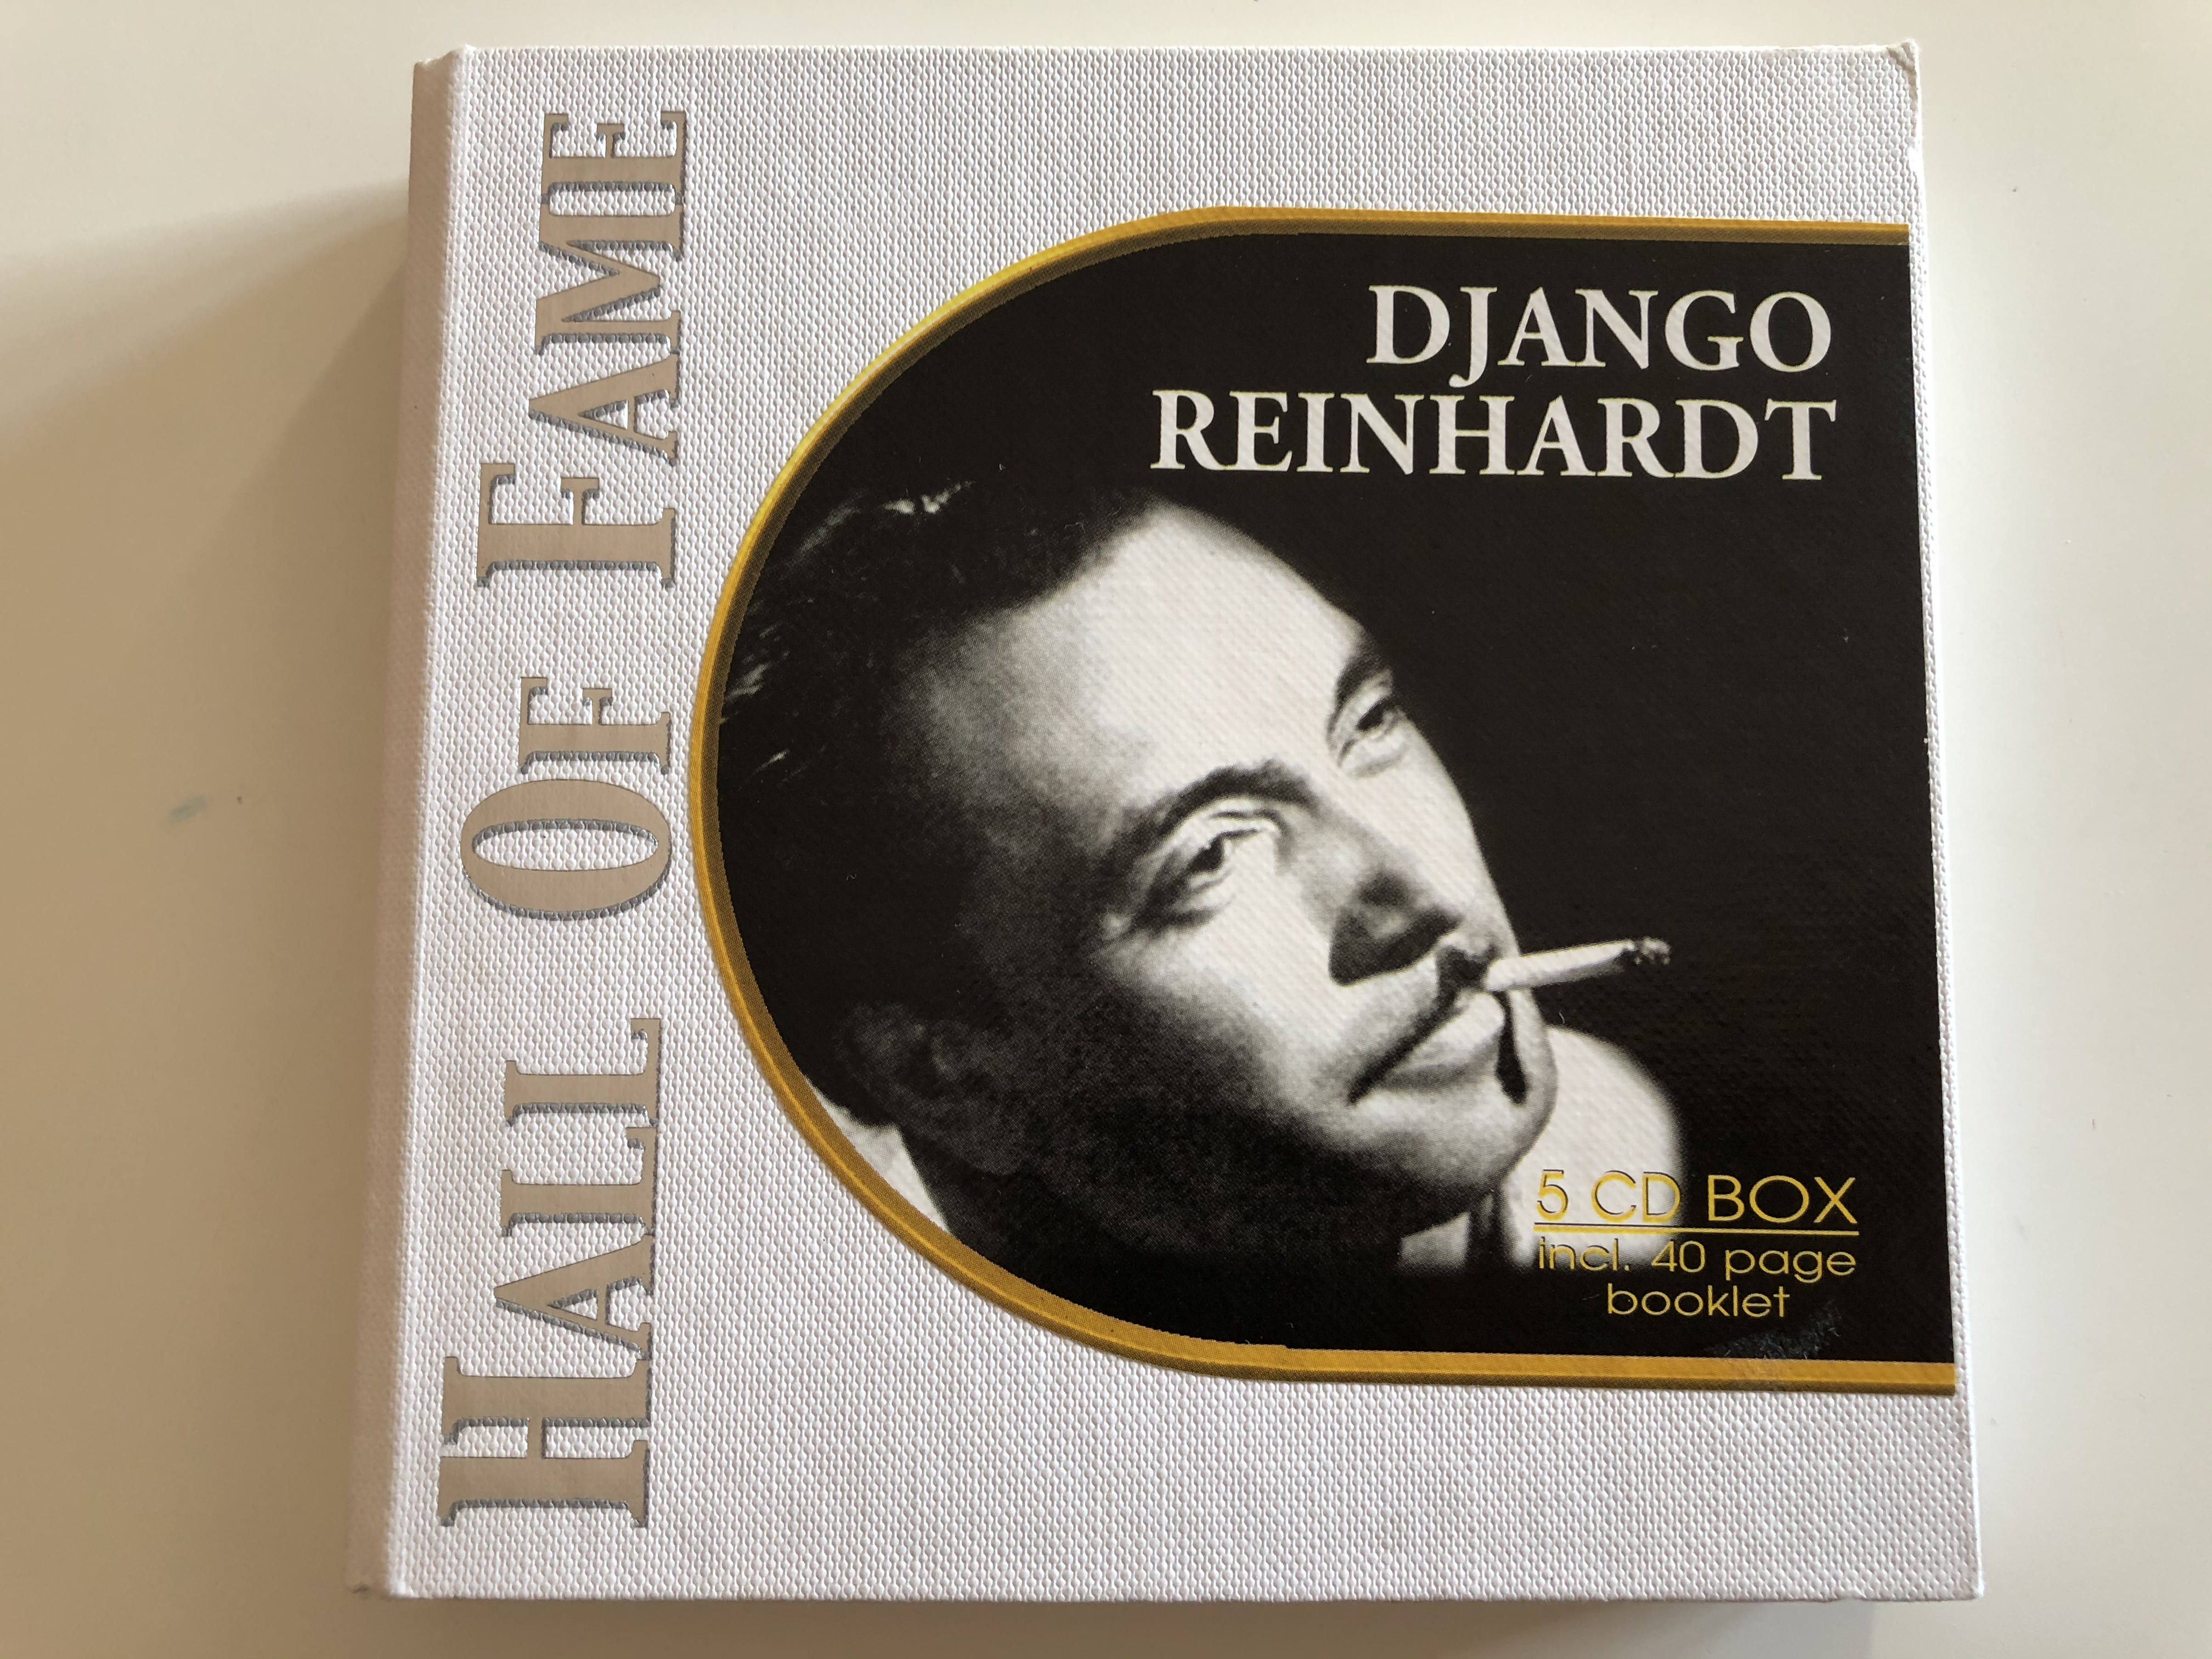 HALL OF FAME
DJANGO
REINHARDT
5 CD BOX
incl. 40 page
booklet